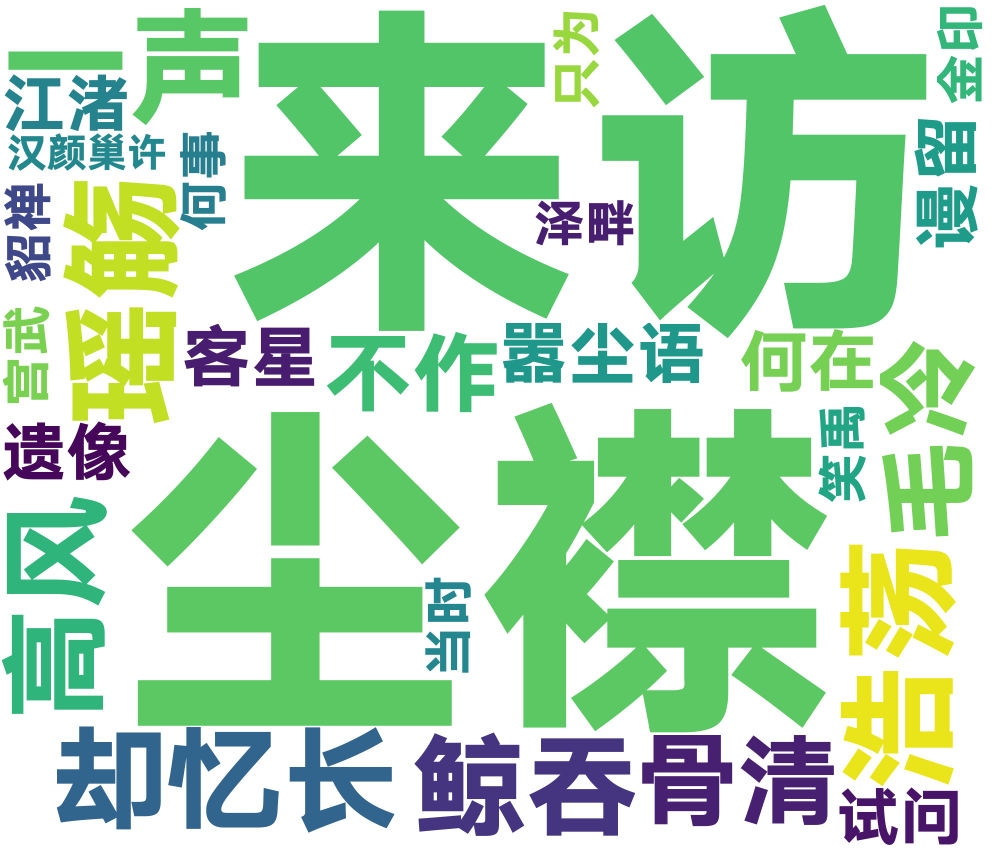 一声
来访
只为
金印
江渚
汉颜巢许
何事
漫留
貂禅
瑶觞
泽畔
宫武
客星
不作
器尘语
何在
毛冷
遗像
尘襟
笑禹
高风
当时
浩荡
却忆长
鲸吞
骨清
试问